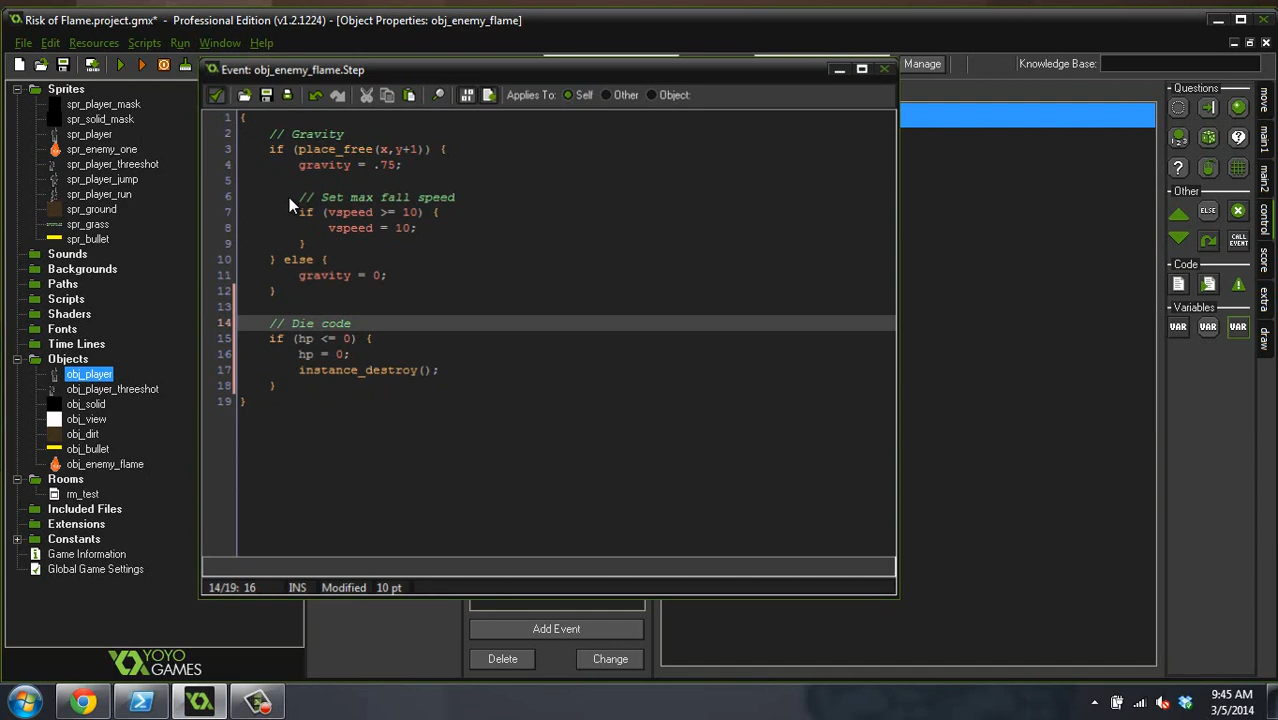 Risk of Flame.project.gmx* - Professional Edition (v1.2.1224) - [Object Properties: obj_enemy_flame]
File Edit Resources Scripts Run Window Help
Manage
Knowledge Base:
Event: obj_enemy_flame.Step
Applies To: Self Other Object:
1 {
2 // Gravity
3 if (place_free(x,y+1)) {
4 gravity = .75;
5
6 // Set max fall speed
7 if (vspeed >= 10) {
8 vspeed = 10;
9 }
10 } else {
11 gravity = 0;
12 }
13
14 // Die code
15 if (hp <= 0) {
16 hp = 0;
17 instance_destroy();
18 }
19 }
14/19: 16 INS Modified 10 pt
Add Event
Delete Change
Sprites
spr_player_mask
spr_solid_mask
spr_player
spr_enemy_one
spr_player_threeshot
spr_player_jump
spr_player_run
spr_ground
spr_grass
spr_bullet
Sounds
Backgrounds
Paths
Scripts
Shaders
Fonts
Time Lines
Objects
obj_player
obj_player_threeshot
obj_solid
obj_view
obj_dirt
obj_bullet
obj_enemy_flame
Rooms
rm_test
Included Files
Extensions
Constants
Game Information
Global Game Settings
YOYO
GAMES
Questions
Other
ELSE
CALL
EVENT
Code
Variables
VAR VAR VAR
move
main1
main2
control
score
extra
draw
9:45 AM
3/5/2014